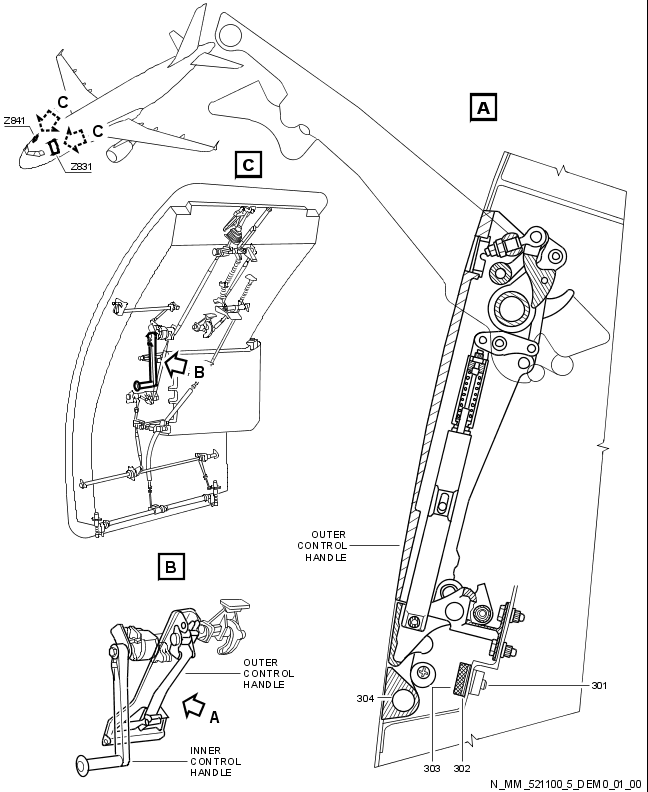 A
C
Z841
C
Z831
C
B
OUTER
CONTROL
HANDLE
B
OUTER
CONTROL
HANDLE
A
301
304
INNER
CONTROL
HANDLE
303 302
N_MM_521100_5_DEM0_01_00